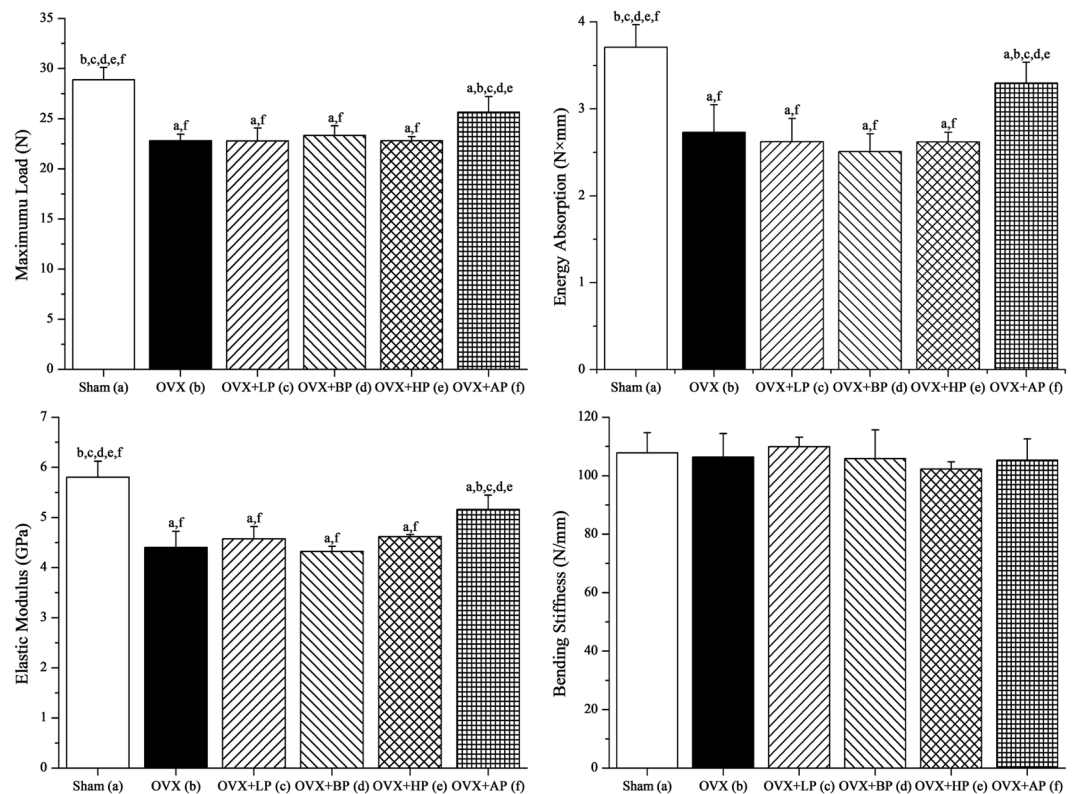 Maximumu Load (N)
35
30
25
20
15
10
5
0
b,c,d,e,f
a,f
a,f
a,f
a,f
a,b,c,d,e
Sham (a) OVX (b) OVX+LP (c) OVX+BP (d) OVX+HP (e) OVX+AP (f)
Energy Absorption (N×mm)
4
3
2
1
0
b,c,d,e,f
a,f
a,f
a,f
a,f
a,b,c,d,e
Sham (a) OVX (b) OVX+LP (c) OVX+BP (d) OVX+HP (e) OVX+AP (f)
Elastic Modulus (GPa)
7
6
5
4
3
2
1
0
b,c,d,e,f
a,f
a,f
a,f
a,f
a,b,c,d,e
Sham (a) OVX (b) OVX+LP (c) OVX+BP (d) OVX+HP (e) OVX+AP (f)
Bending Stiffness (N/mm)
120
100
80
60
40
20
0
Sham (a) OVX (b) OVX+LP (c) OVX+BP (d) OVX+HP (e) OVX+AP (f)